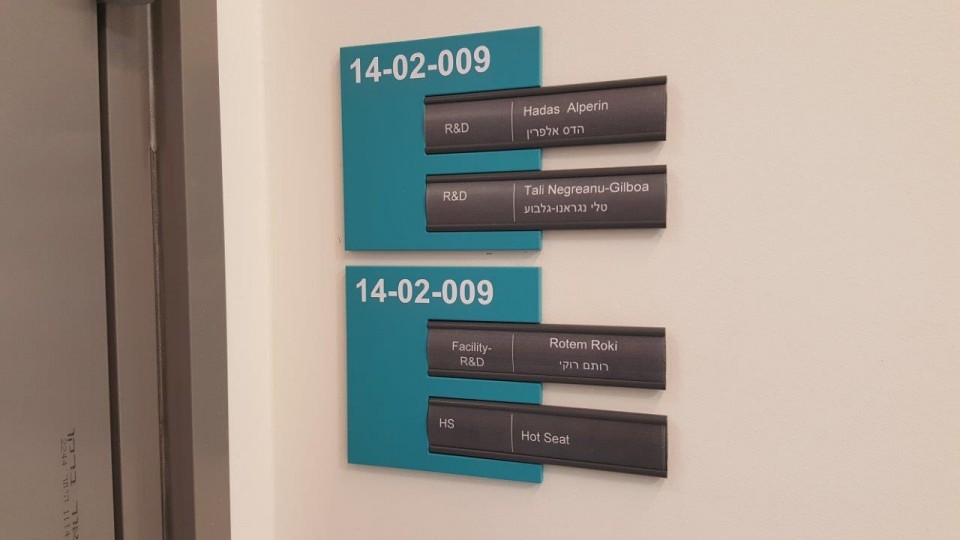 14-02-009
R&D
Hadas Alperin
הדס אלפרין
R&D
Tali Negreanu-Gilboa
טלי נגראנו-גלבוע
14-02-009
Facility-
R&D
Rotem Roki
רותם רוקי
HS
Hot Seat